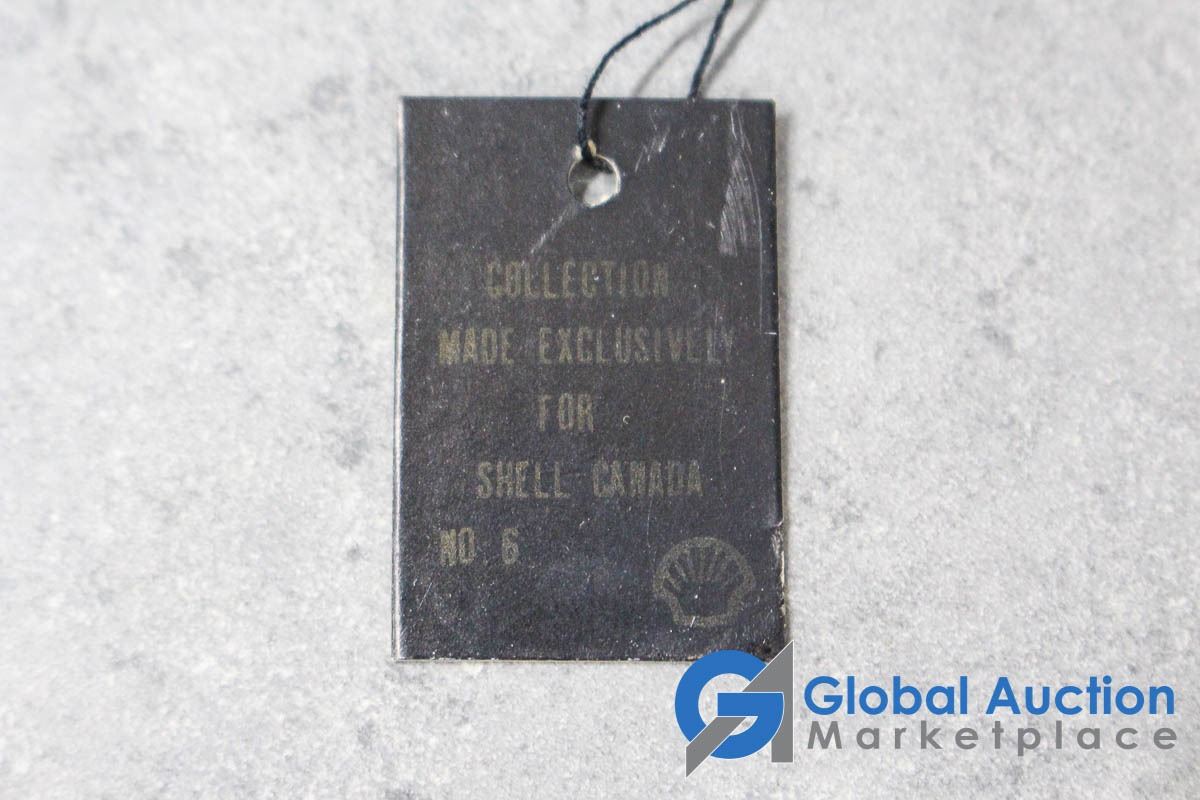 COLLECTION
MADE EXCLUSIVELY
FOR
SHELL CANADA
NO 6
Global Auction
Marketplace